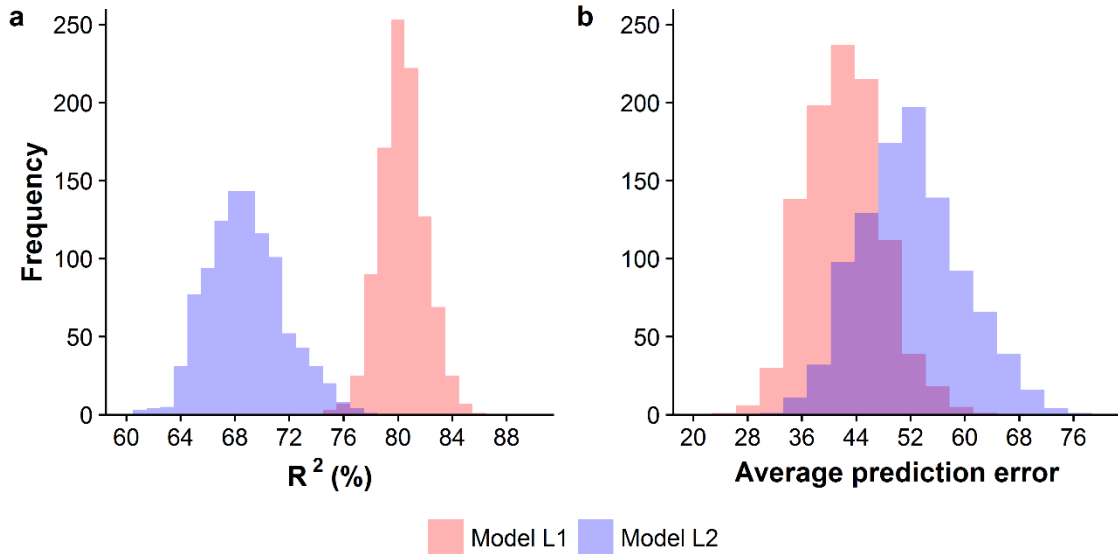 a
250
200
150
100
50
0
Frequency
60 64 68 72 76 80 84 88
R ² (%)
b
250
200
150
100
50
0
20 28 36 44 52 60 68 76
Average prediction error
Model L1 Model L2